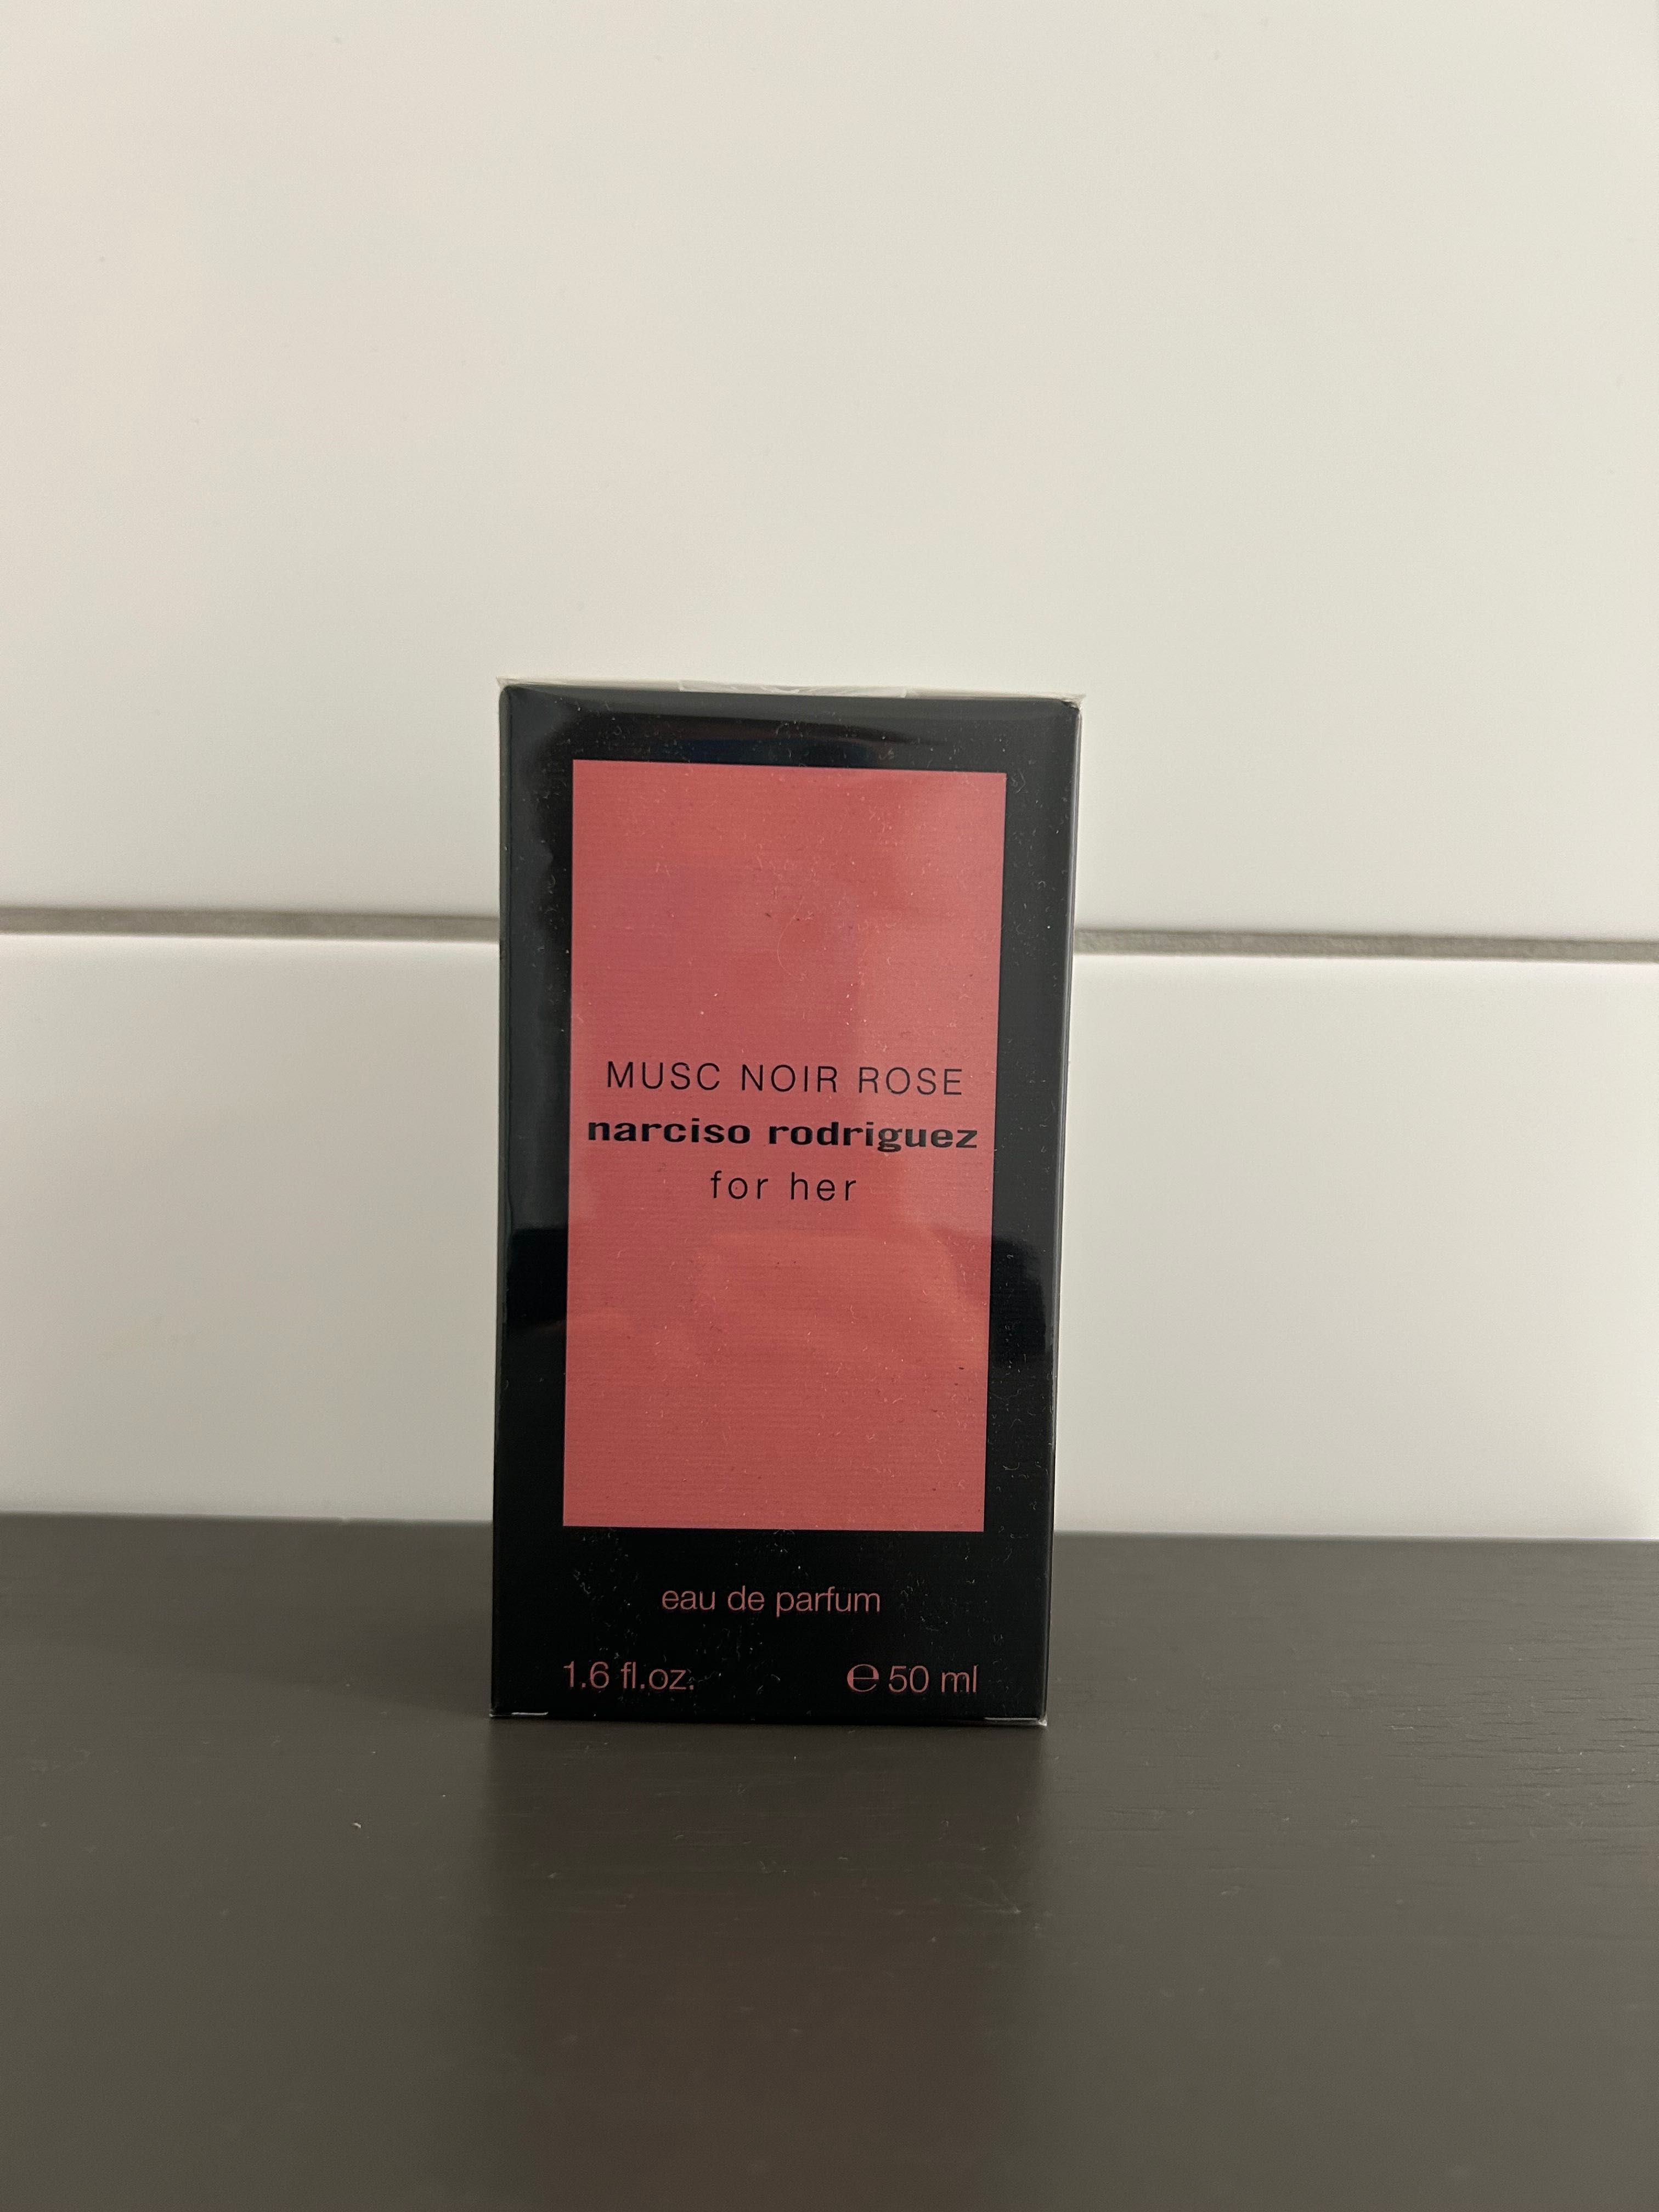 MUSC NOIR ROSE
narciso rodriguez
for her
eau de parfum
1.6 fl.oz. ℮ 50 ml